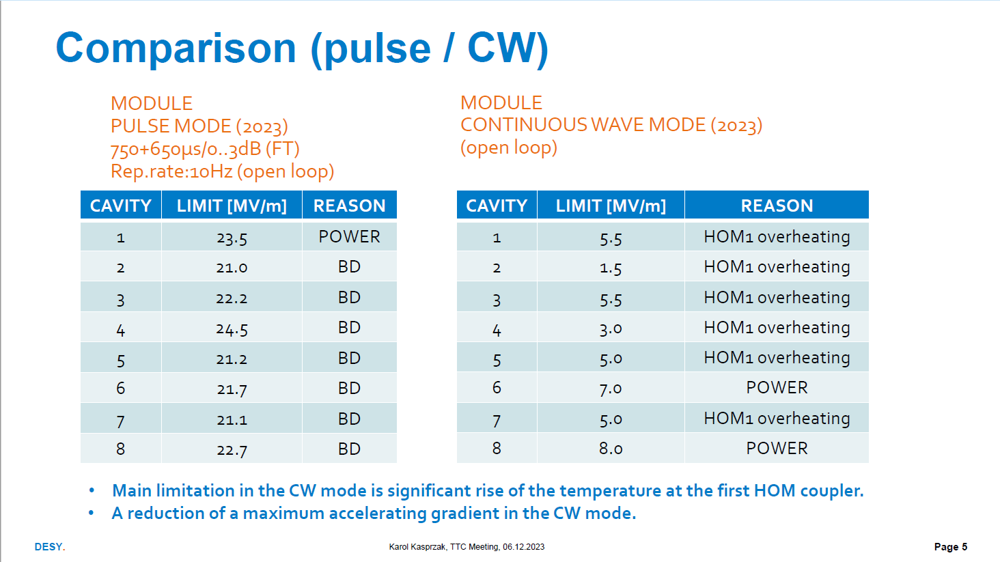 Comparison (pulse / CW)
MODULE
PULSE MODE (2023)
750+650µs/0..3dB (FT)
Rep.rate:10Hz (open loop)
CAVITY LIMIT [MV/m] REASON
1 23.5 POWER
2 21.0 BD
3 22.2 BD
4 24.5 BD
5 21.2 BD
6 21.7 BD
7 21.1 BD
8 22.7 BD
MODULE
CONTINUOUS WAVE MODE (2023)
(open loop)
CAVITY LIMIT [MV/m] REASON
1 5.5 HOM1 overheating
2 1.5 HOM1 overheating
3 5.5 HOM1 overheating
4 3.0 HOM1 overheating
5 5.0 HOM1 overheating
6 7.0 POWER
7 5.0 HOM1 overheating
8 8.0 POWER
• Main limitation in the CW mode is significant rise of the temperature at the first HOM coupler.
• A reduction of a maximum accelerating gradient in the CW mode.
DESY. Karol Kasprzak, TTC Meeting, 06.12.2023 Page 5